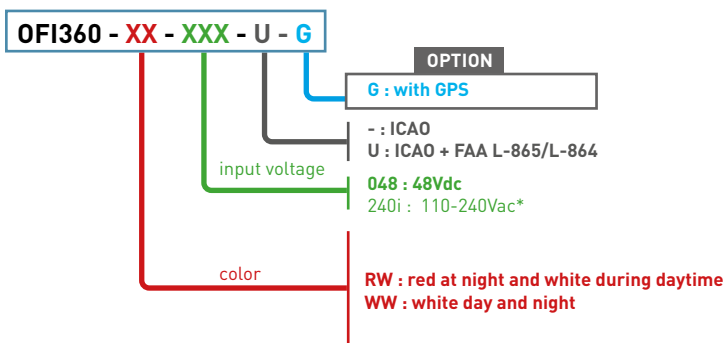 OFI360 - XX - XXX - U - G
OPTION
G : with GPS
- : ICAO
U : ICAO + FAA L-865/L-864
input voltage
048 : 48Vdc
240i : 110-240Vac*
color
RW : red at night and white during daytime
WW : white day and night